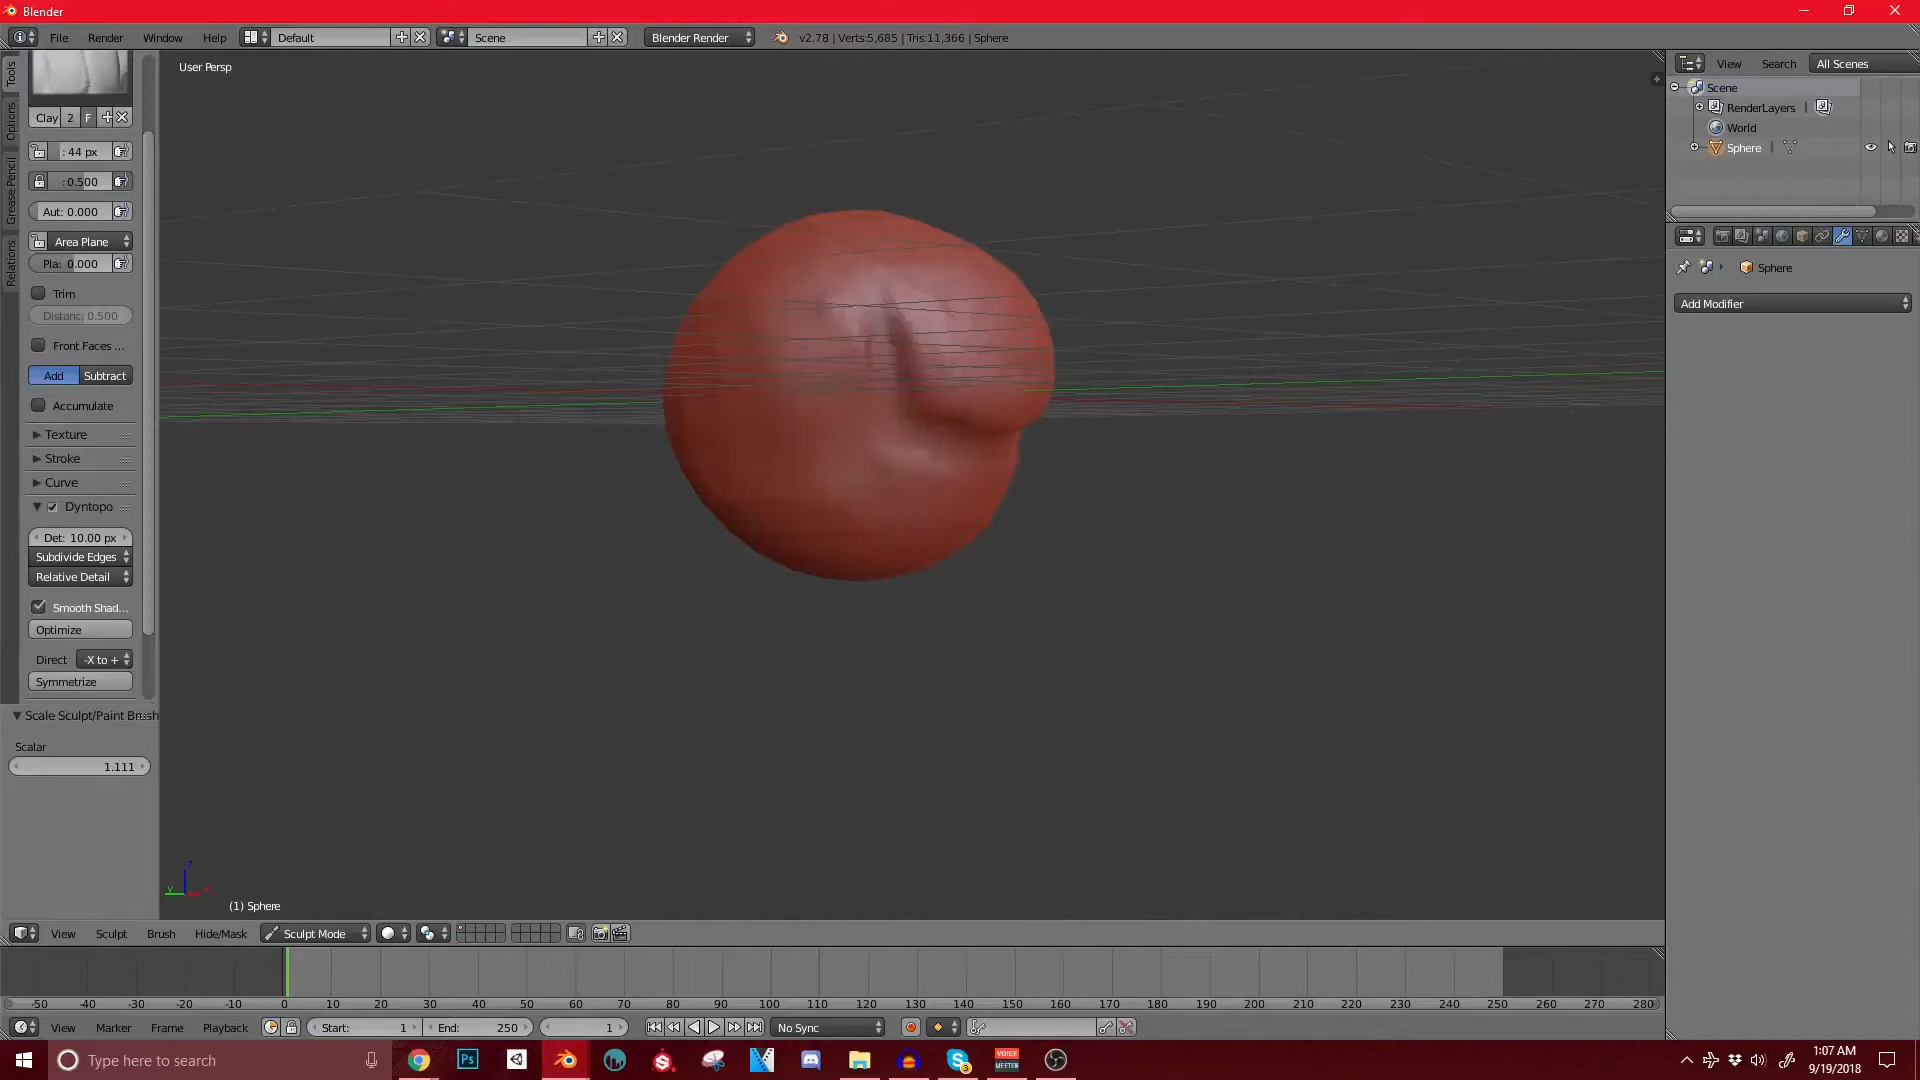 Blender
File Render Window Help Default Scene Blender Render v2.78 | Verts:5,685 | Tris:11,366 | Sphere
User Persp
Tools
Options
Grease Pencil
Relations
Clay 2 F
: 44 px
: 0.500
Aut: 0.000
Area Plane
Pla: 0.000
Trim
Distanc: 0.500
Front Faces ...
Add Subtract
Accumulate
Texture
Stroke
Curve
Dyntopo
Det: 10.00 px
Subdivide Edges
Relative Detail
Smooth Shad...
Optimize
Direct -X to +
Symmetrize
Scale Sculpt/Paint Brush
Scalar
1.111
z
y
x
(1) Sphere
View Search All Scenes
Scene
RenderLayers |
World
Sphere |
Sphere
Add Modifier
View Sculpt Brush Hide/Mask Sculpt Mode
-50 -40 -30 -20 -10 0 10 20 30 40 50 60 70 80 90 100 110 120 130 140 150 160 170 180 190 200 210 220 230 240 250 260 270 280
View Marker Frame Playback Start: 1 End: 250 1 No Sync
Type here to search
Ps
VOICE
MEETER
3
1:07 AM
9/19/2018